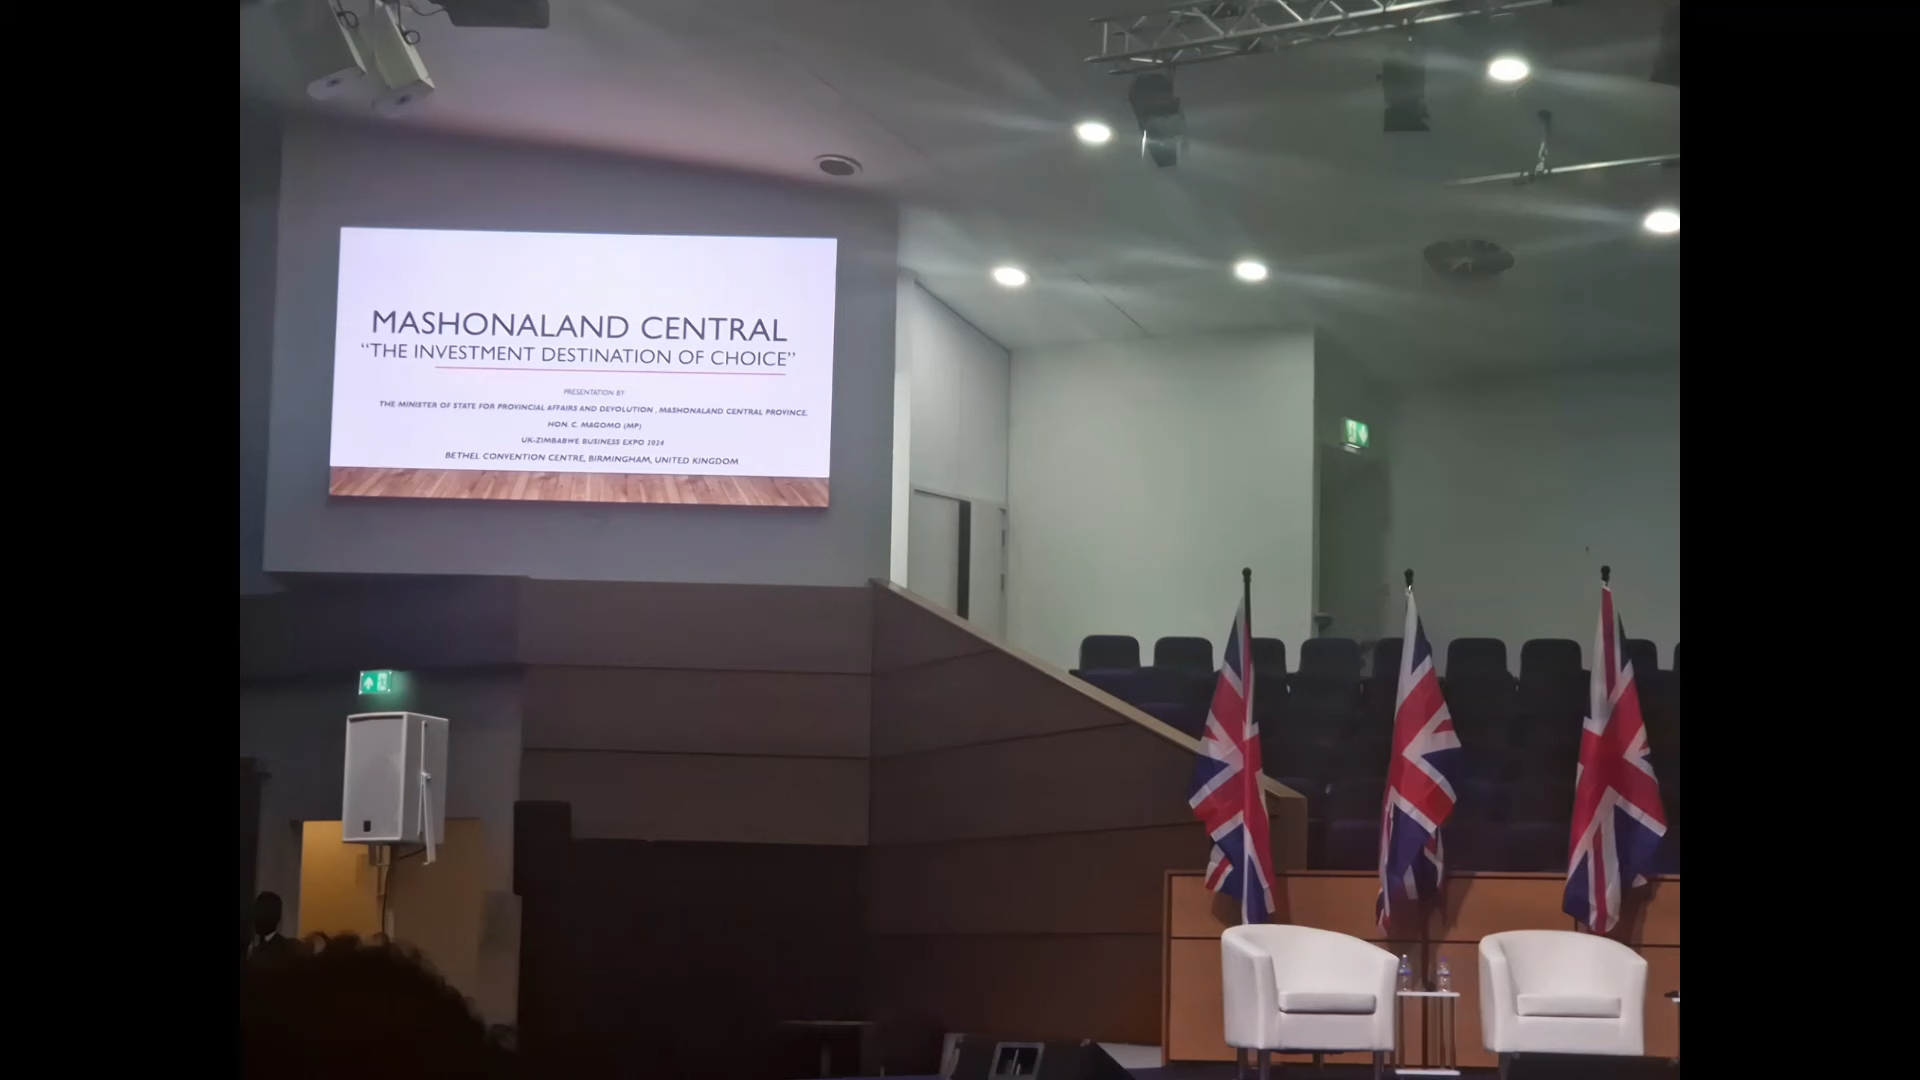 MASHONALAND CENTRAL
“THE INVESTMENT DESTINATION OF CHOICE”
PRESENTATION BY
THE MINISTER OF STATE FOR PROVINCIAL AFFAIRS AND DEVOLUTION , MASHONALAND CENTRAL PROVINCE.
HON. C. MAGOMO (MP)
UK-ZIMBABWE BUSINESS EXPO 2024
BETHEL CONVENTION CENTRE, BIRMINGHAM, UNITED KINGDOM